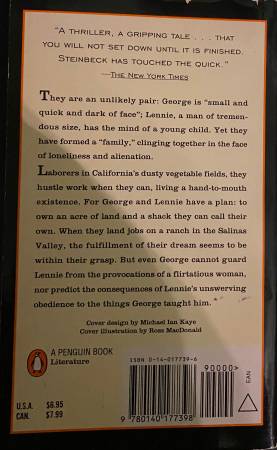 "A THRILLER, A GRIPPING TALE . . . THAT
YOU WILL NOT SET DOWN UNTIL IT IS FINISHED.
STEINBECK HAS TOUCHED THE QUICK."
—The New York Times
They are an unlikely pair: George is "small and
quick and dark of face"; Lennie, a man of tremen-
dous size, has the mind of a young child. Yet they
have formed a "family," clinging together in the face
of loneliness and alienation.
Laborers in California's dusty vegetable fields, they
hustle work when they can, living a hand-to-mouth
existence. For George and Lennie have a plan: to
own an acre of land and a shack they can call their
own. When they land jobs on a ranch in the Salinas
Valley, the fulfillment of their dream seems to be
within their grasp. But even George cannot guard
Lennie from the provocations of a flirtatious woman,
nor predict the consequences of Lennie's unswerving
obedience to the things George taught him.
Cover design by Michael Ian Kaye
Cover illustration by Ross MacDonald
A PENGUIN BOOK
Literature
ISBN 0-14-017739-6
90000>
EAN
U.S.A. $6.95
CAN. $7.99
9 780140 177398